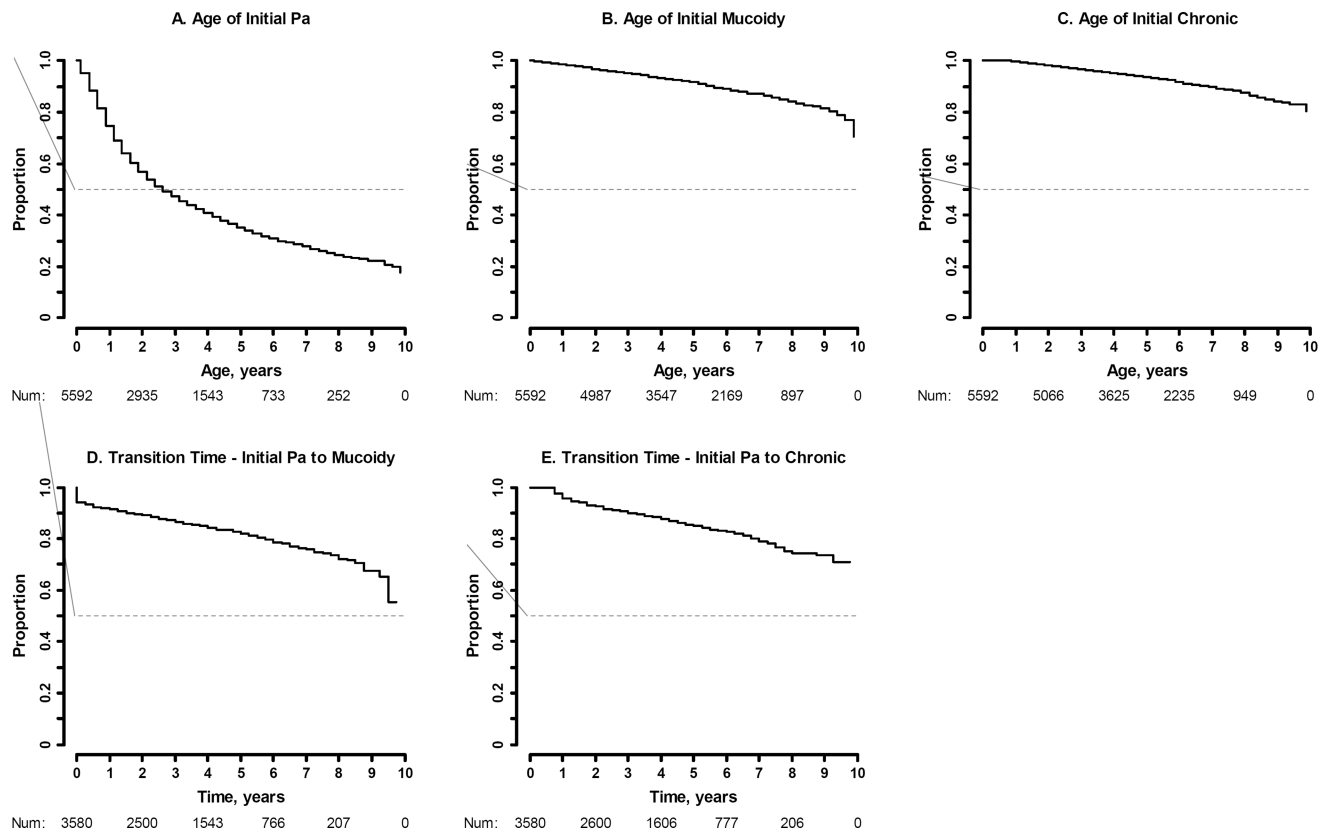 A. Age of Initial Pa
Proportion
1.0
0.8
0.6
0.4
0.2
0
0 1 2 3 4 5 6 7 8 9 10
Age, years
Num: 5592 2935 1543 733 252 0
B. Age of Initial Mucoidy
Proportion
1.0
0.8
0.6
0.4
0.2
0
0 1 2 3 4 5 6 7 8 9 10
Age, years
5592 4987 3547 2169 897 0
C. Age of Initial Chronic
Proportion
1.0
0.8
0.6
0.4
0.2
0
0 1 2 3 4 5 6 7 8 9 10
Age, years
Num: 5592 5066 3625 2235 949 0
D. Transition Time - Initial Pa to Mucoidy
Proportion
1.0
0.8
0.6
0.4
0.2
0
0 1 2 3 4 5 6 7 8 9 10
Time, years
Num: 3580 2500 1543 766 207 0
E. Transition Time - Initial Pa to Chronic
Proportion
1.0
0.8
0.6
0.4
0.2
0
0 1 2 3 4 5 6 7 8 9 10
Time, years
Num: 3580 2600 1606 777 206 0